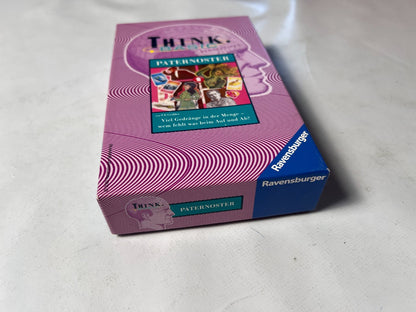 THINK.
PATERNOSTER
Viel Gedränge in der Menge –
wem fehlt was beim Auf und Ab?
Ravensburger
Ravensburger
THINK.
PATERNOSTER